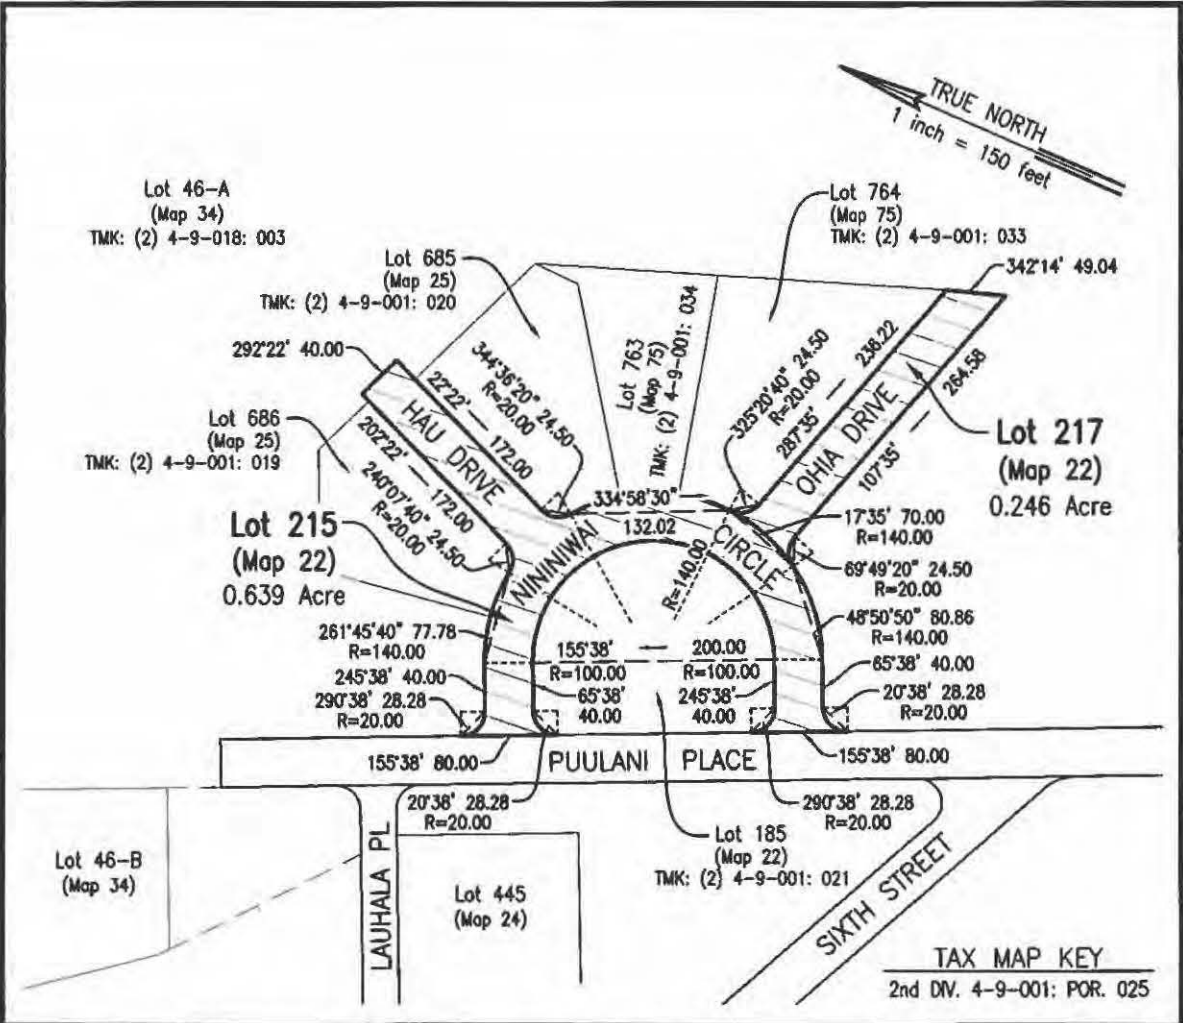 TRUE NORTH
1 inch = 150 feet
Lot 46-A
(Map 34)
TMK: (2) 4-9-018: 003
Lot 764
(Map 75)
TMK: (2) 4-9-001: 033
Lot 685
(Map 25)
TMK: (2) 4-9-001: 020
342°14' 49.04
292°22' 40.00
344°36'20" 24.50
R=20.00
Lot 763
(Map 75)
TMK: (2) 4-9-001: 034
325°20'40" 24.50
R=20.00
287°35' 238.22
264.58
107°35'
OHIA DRIVE
22°22' 172.00
HAU DRIVE
202°22' 172.00
Lot 686
(Map 25)
TMK: (2) 4-9-001: 019
240°07'40" 24.50
R=20.00
Lot 217
(Map 22)
0.246 Acre
334°58'30"
132.02
Lot 215
(Map 22)
0.639 Acre
NININIWAI CIRCLE
R=140.00
17°35' 70.00
R=140.00
69°49'20" 24.50
R=20.00
48°50'50" 80.86
R=140.00
261°45'40" 77.78
R=140.00
155°38' 200.00
R=100.00 R=100.00
245°38' 40.00
65°38'
40.00
245°38'
40.00
65°38' 40.00
290°38' 28.28
R=20.00
20°38' 28.28
R=20.00
155°38' 80.00
PUULANI PLACE
155°38' 80.00
20°38' 28.28
R=20.00
290°38' 28.28
R=20.00
Lot 185
(Map 22)
TMK: (2) 4-9-001: 021
Lot 46-B
(Map 34)
LAUHALA PL
Lot 445
(Map 24)
SIXTH STREET
TAX MAP KEY
2nd DIV. 4-9-001: POR. 025